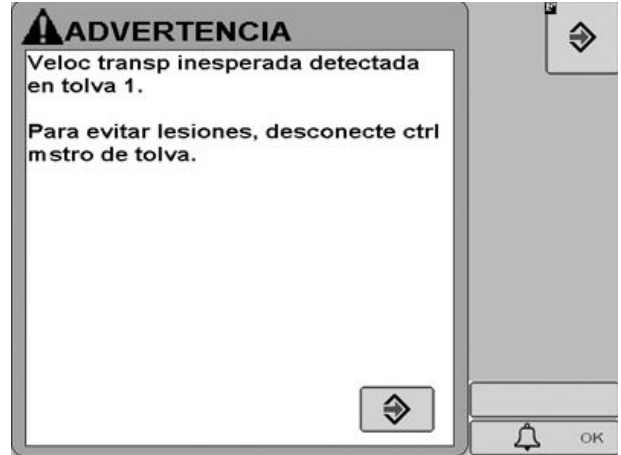 ADVERTENCIA
Veloc transp inesperada detectada
en tolva 1.
Para evitar lesiones, desconecte ctrl
mstro de tolva.
OK